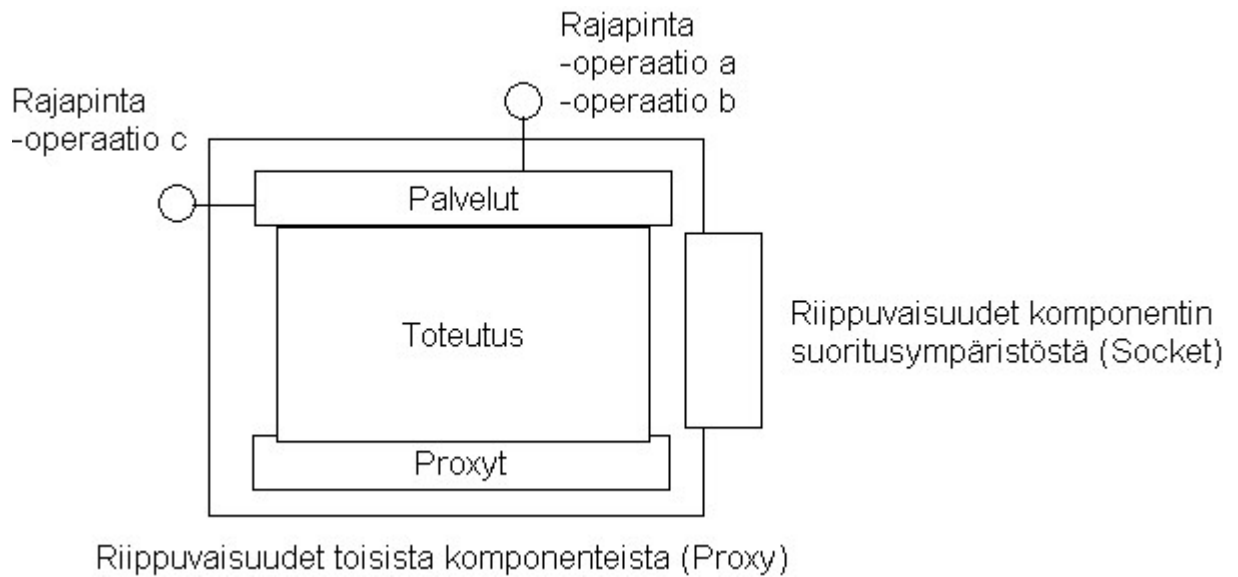 Rajapinta
-operaatio a
-operaatio b
Rajapinta
-operaatio c
Palvelut
Toteutus
Riippuvaisuudet komponentin
suoritusympäristöstä (Socket)
Proxyt
Riippuvaisuudet toisista komponenteista (Proxy)